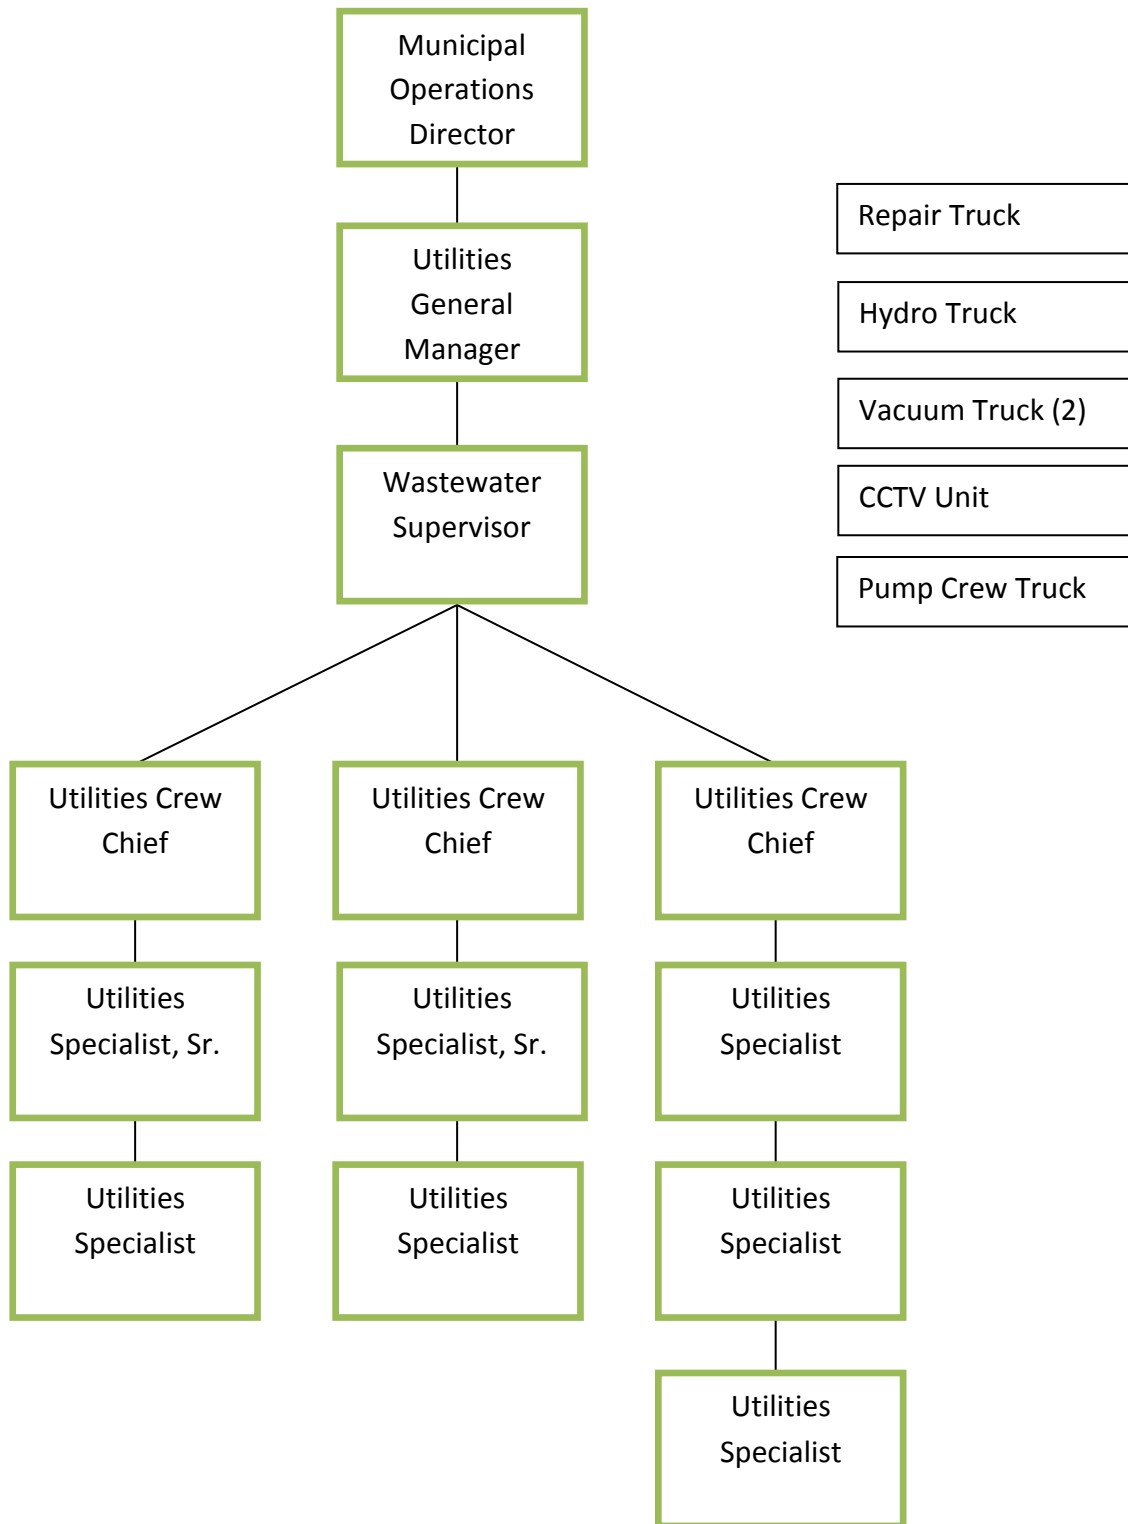 Municipal
Operations
Director
Utilities
General
Manager
Wastewater
Supervisor
Repair Truck
Hydro Truck
Vacuum Truck (2)
CCTV Unit
Pump Crew Truck
Utilities Crew
Chief
Utilities Crew
Chief
Utilities Crew
Chief
Utilities
Specialist, Sr.
Utilities
Specialist, Sr.
Utilities
Specialist
Utilities
Specialist
Utilities
Specialist
Utilities
Specialist
Utilities
Specialist